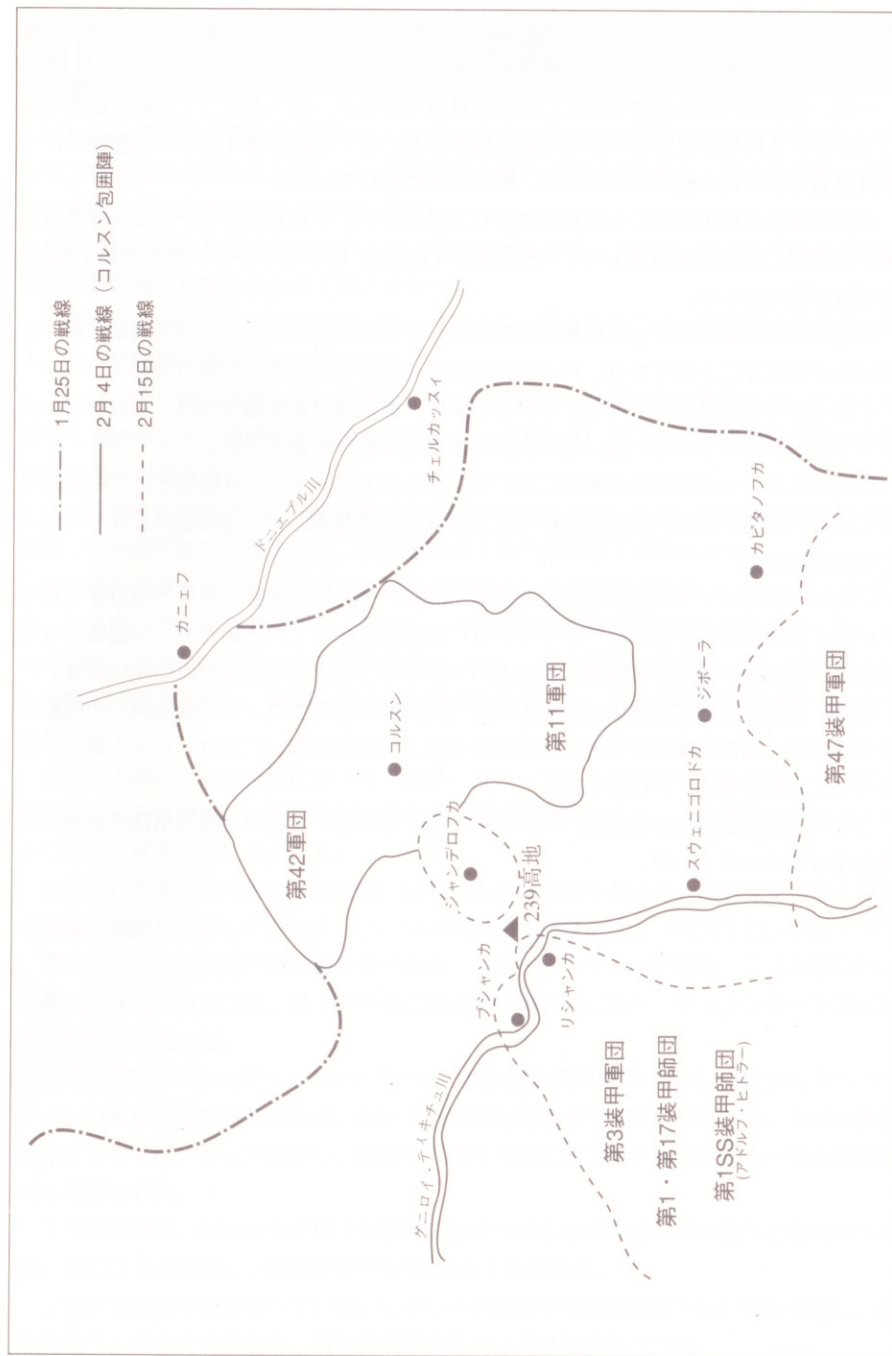 ―・―・― 1月25日の戦線
――― 2月4日の戦線（コルスン包囲陣）
----- 2月15日の戦線
カニエフ
ドニエプル川
チェルカッスィ
コルスン
第42軍団
第11軍団
シャンデロフカ
239高地
ブシャンカ
リシャンカ
グニロイ・ティキチュ川
スウェニゴロドカ
ジポーラ
カピタノフカ
第47装甲軍団
第3装甲軍団
第1・第17装甲師団
第1SS装甲師団
(アドルフ・ヒトラー)